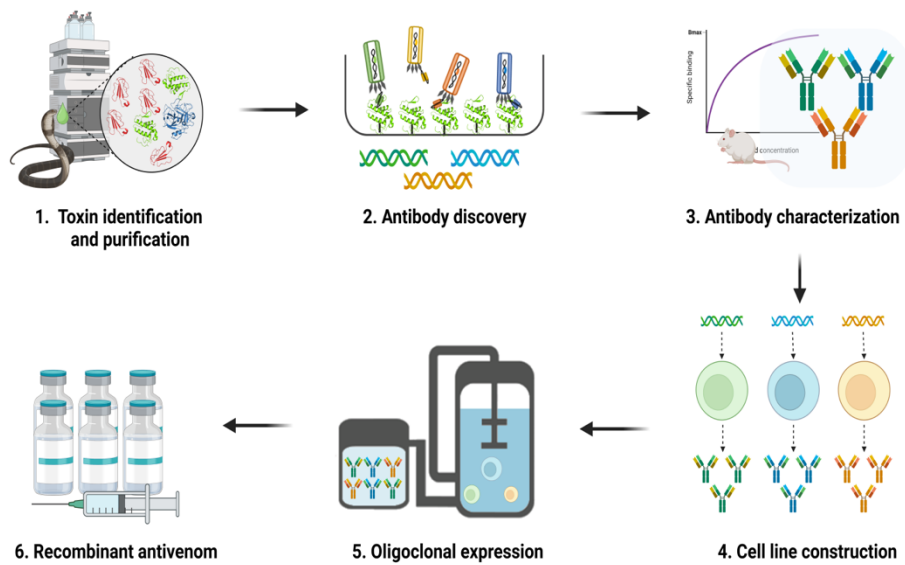 1. Toxin identification
and purification
2. Antibody discovery
Bmax
Specific binding
d concentration
3. Antibody characterization
4. Cell line construction
5. Oligoclonal expression
6. Recombinant antivenom